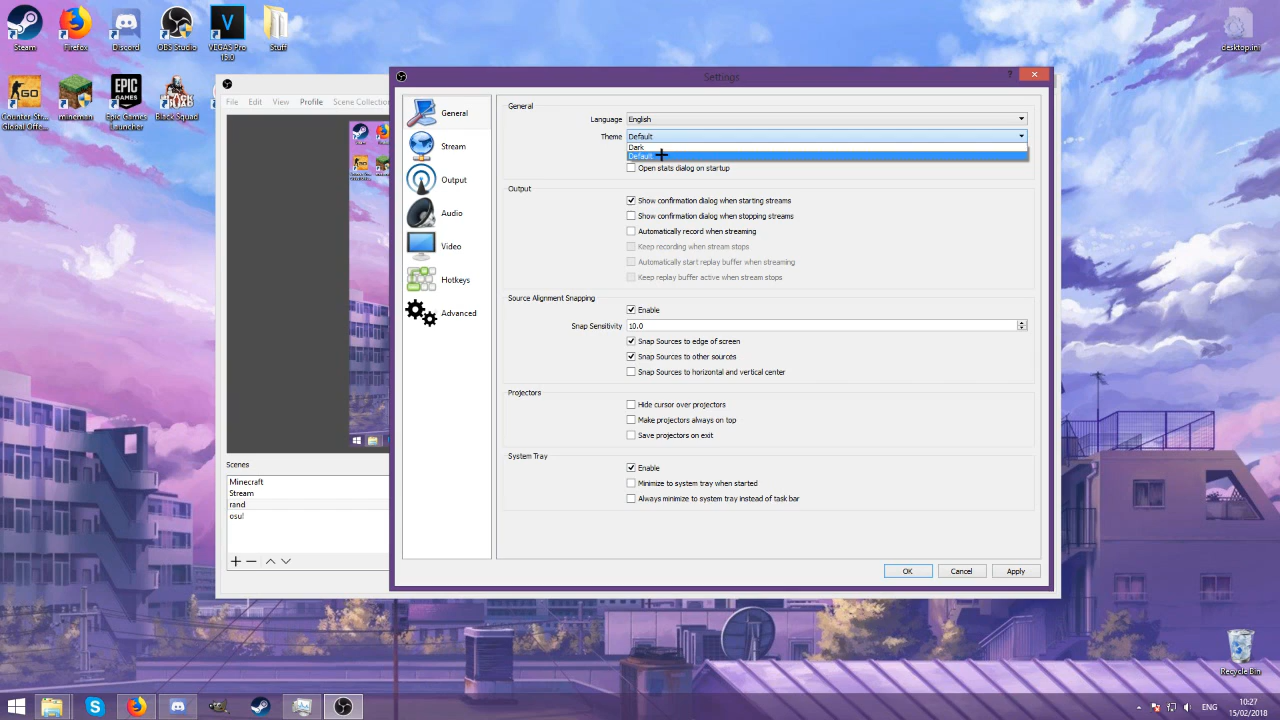 Steam
Firefox
Discord
OBS Studio
VEGAS Pro
15.0
Stuff
desktop.ini
GO
Counter Str...
Global Offe...
mineman
EPIC
GAMES
Epic Games
Launcher
Black Squad
File Edit View Profile Scene Collection
Settings
?
General
Stream
Output
Audio
Video
Hotkeys
Advanced
General
Language English
Theme Default
Dark
Default
Open stats dialog on startup
Output
Show confirmation dialog when starting streams
Show confirmation dialog when stopping streams
Automatically record when streaming
Keep recording when stream stops
Automatically start replay buffer when streaming
Keep replay buffer active when stream stops
Source Alignment Snapping
Enable
Snap Sensitivity 10.0
Snap Sources to edge of screen
Snap Sources to other sources
Snap Sources to horizontal and vertical center
Projectors
Hide cursor over projectors
Make projectors always on top
Save projectors on exit
System Tray
Enable
Minimize to system tray when started
Always minimize to system tray instead of task bar
OK Cancel Apply
Scenes
Minecraft
Stream
rand
osu!
Recycle Bin
ENG
10:27
15/02/2018